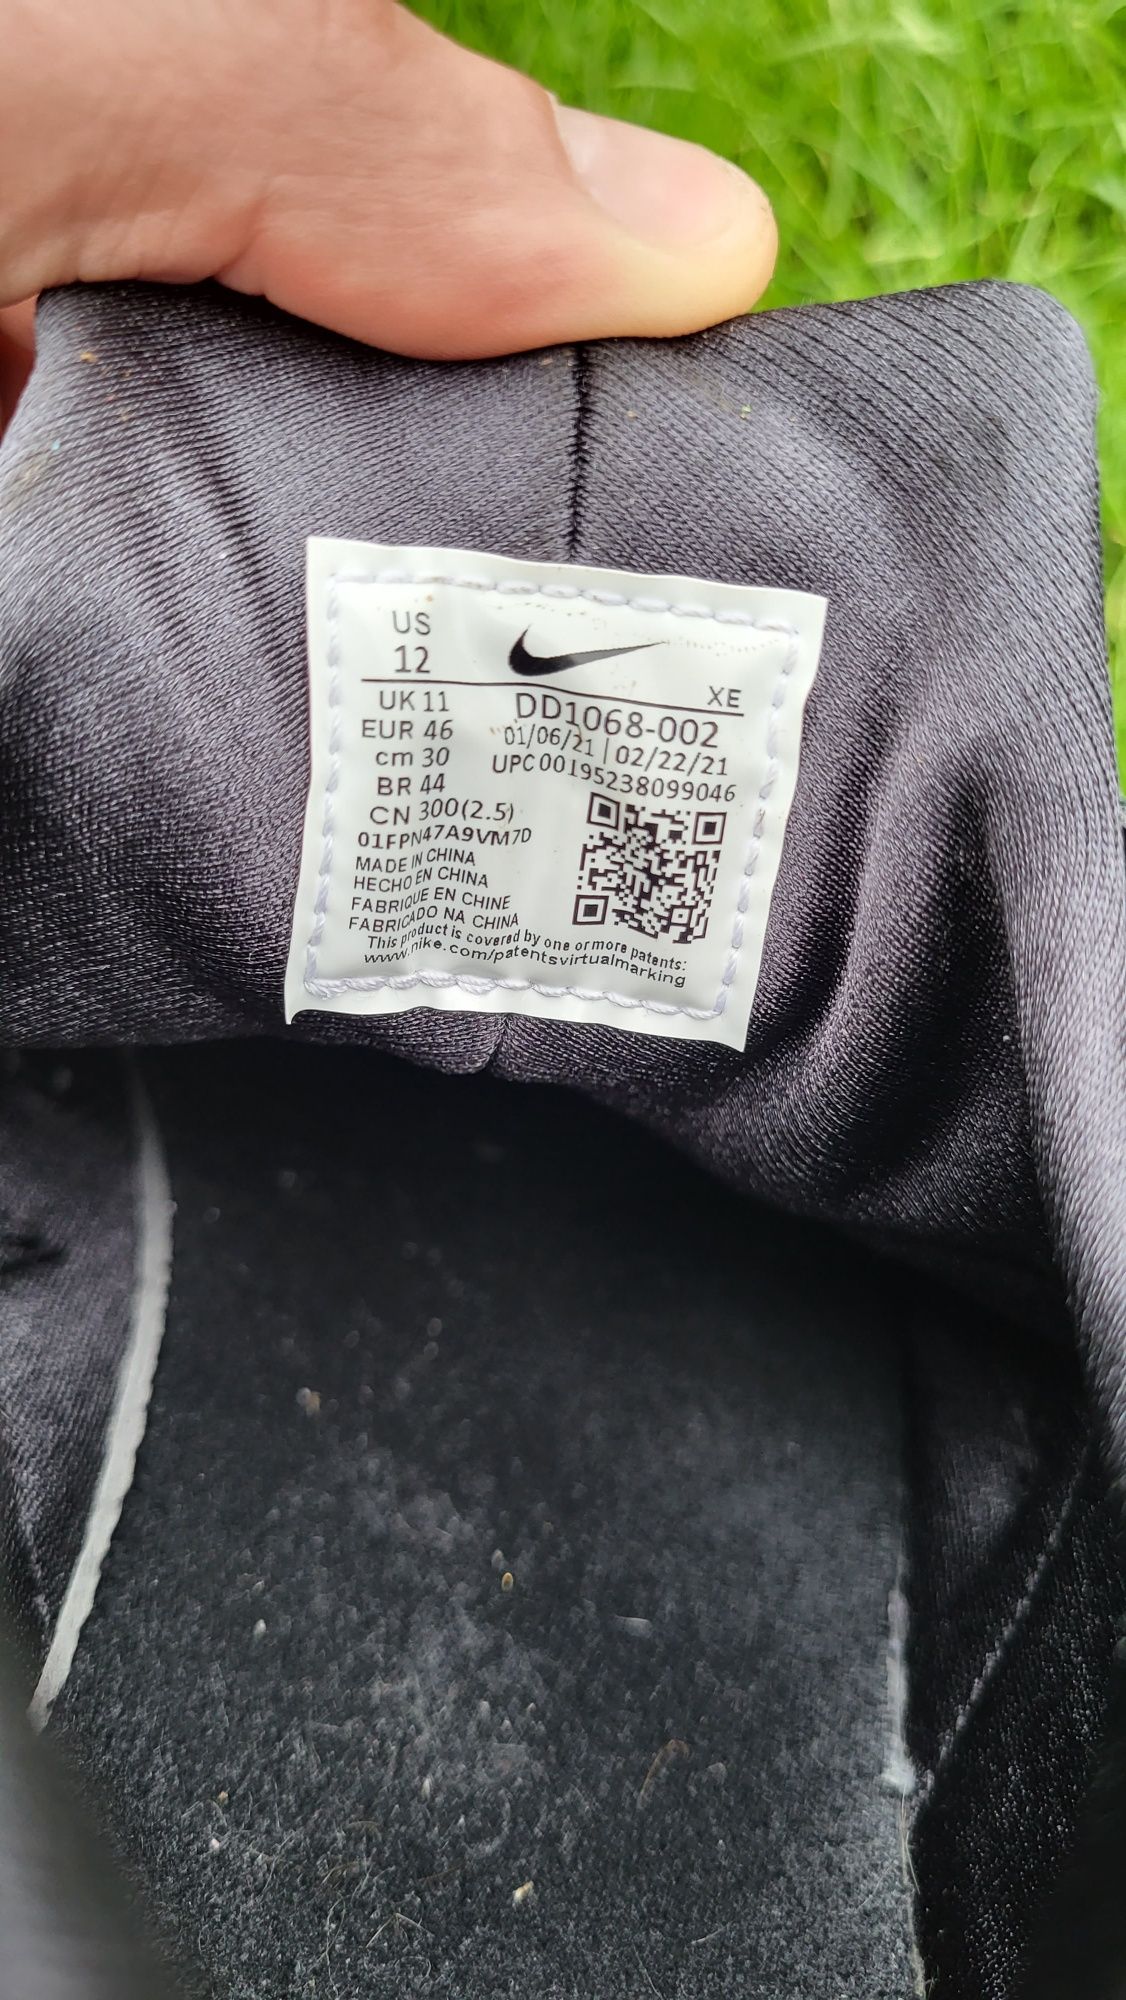 US
12
XE
UK 11
EUR 46
cm 30
BR 44
CN 300(2.5)
DD1068-002
01/06/21 | 02/22/21
UPC00195238099046
01FPN47A9VM7D
MADE IN CHINA
HECHO EN CHINA
FABRIQUE EN CHINE
FABRICADO NA CHINA
This product is covered by one or more patents:
www.nike.com/patentsvirtualmarking